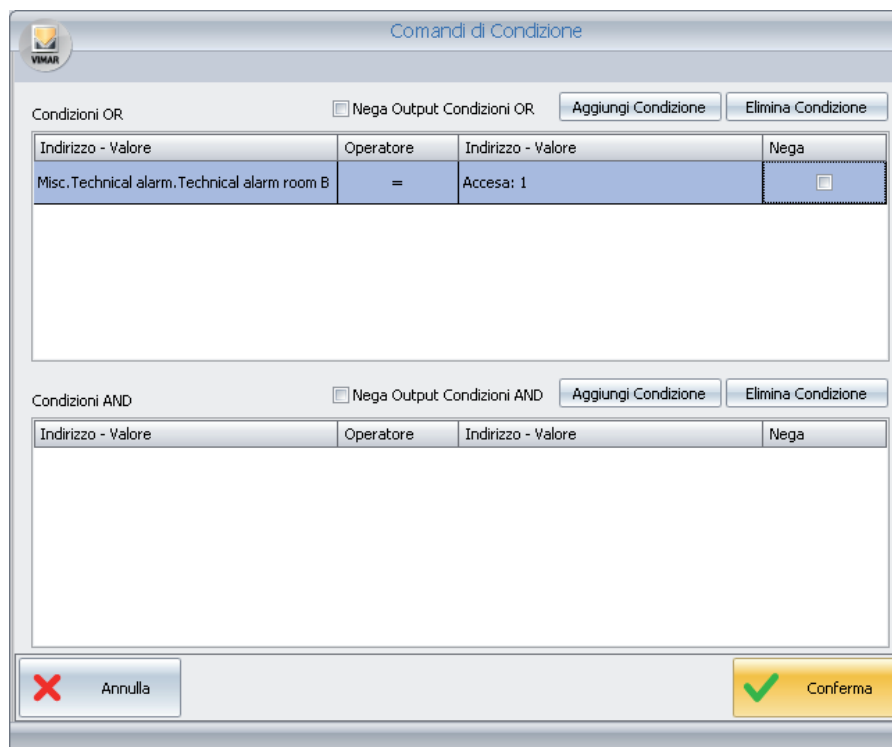 Comandi di Condizione
VIMAR
Condizioni OR
Nega Output Condizioni OR
Aggiungi Condizione
Elimina Condizione
Indirizzo - Valore Operatore Indirizzo - Valore Nega
Misc.Technical alarm.Technical alarm room B = Accesa: 1
Condizioni AND
Nega Output Condizioni AND
Aggiungi Condizione
Elimina Condizione
Indirizzo - Valore Operatore Indirizzo - Valore Nega
Annulla
Conferma